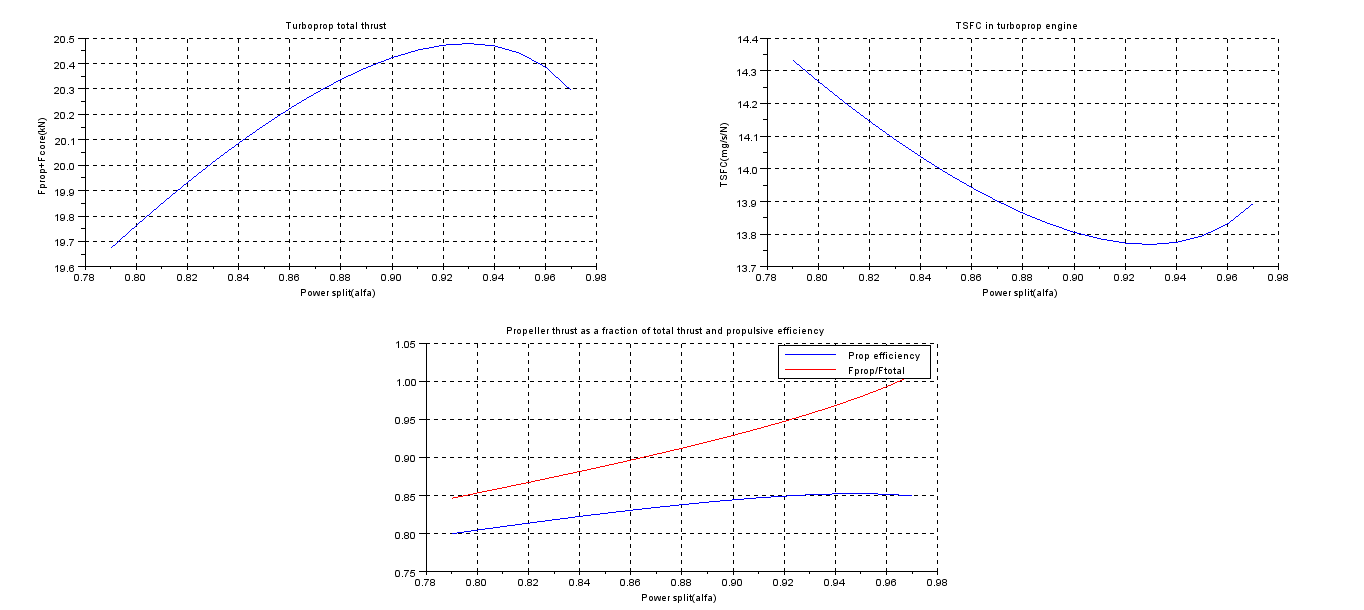 Turboprop total thrust
20.5
20.4
20.3
20.2
20.1
20.0
19.9
19.8
19.7
19.6
Fprop+Fcore(kN)
0.78 0.80 0.82 0.84 0.86 0.88 0.90 0.92 0.94 0.96 0.98
Power split(alfa)
TSFC in turboprop engine
14.4
14.3
14.2
14.1
14.0
13.9
13.8
13.7
TSFC(mg/s/N)
0.78 0.80 0.82 0.84 0.86 0.88 0.90 0.92 0.94 0.96 0.98
Power split(alfa)
Propeller thrust as a fraction of total thrust and propulsive efficiency
1.05
1.00
0.95
0.90
0.85
0.80
0.75
Prop efficiency
Fprop/Ftotal
0.78 0.80 0.82 0.84 0.86 0.88 0.90 0.92 0.94 0.96 0.98
Power split(alfa)